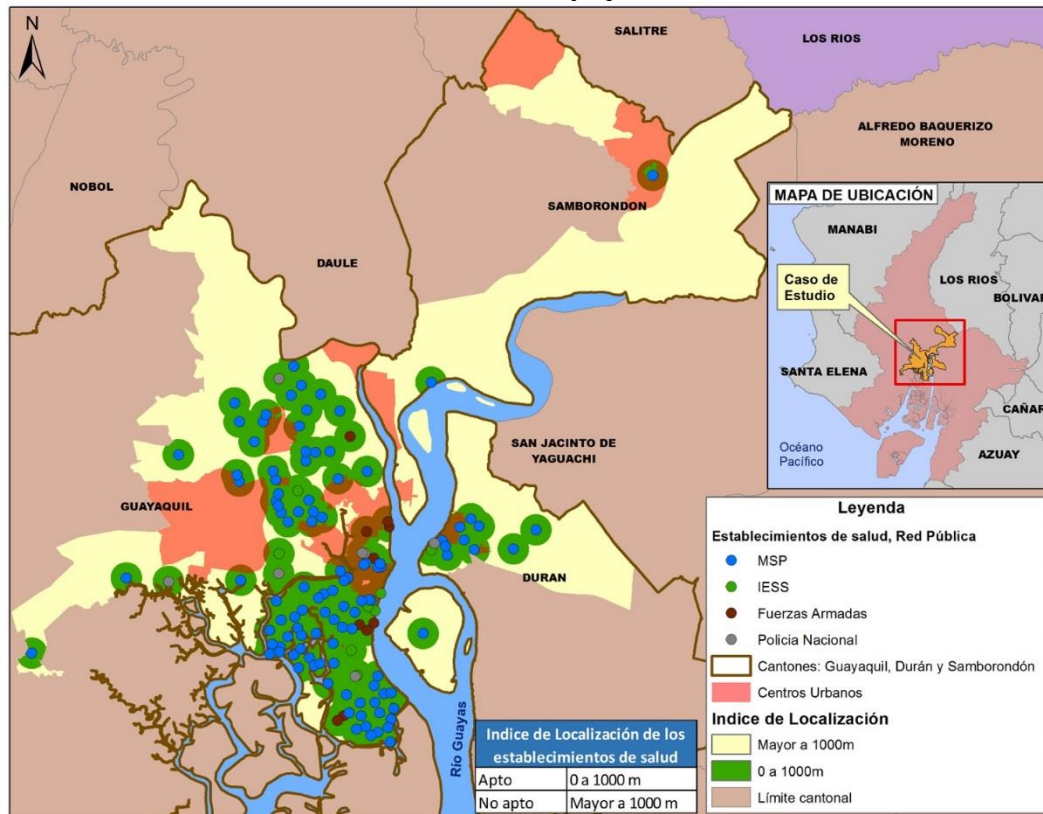 N
SALITRE
LOS RIOS
ALFREDO BAQUERIZO
MORENO
NOBOL
SAMBORONDON
DAULE
MAPA DE UBICACIÓN
MANABI
Caso de
Estudio
LOS RIOS
BOLIVAR
SANTA ELENA
CAÑAR
Océano
Pacífico
AZUAY
SAN JACINTO DE
YAGUACHI
GUAYAQUIL
DURAN
Río Guayas
Leyenda
Establecimientos de salud, Red Pública
MSP
IESS
Fuerzas Armadas
Policia Nacional
Cantones: Guayaquil, Durán y Samborondón
Centros Urbanos
Indice de Localización
Mayor a 1000m
0 a 1000m
Límite cantonal
Indice de Localización de los
establecimientos de salud
Apto 0 a 1000 m
No apto Mayor a 1000 m